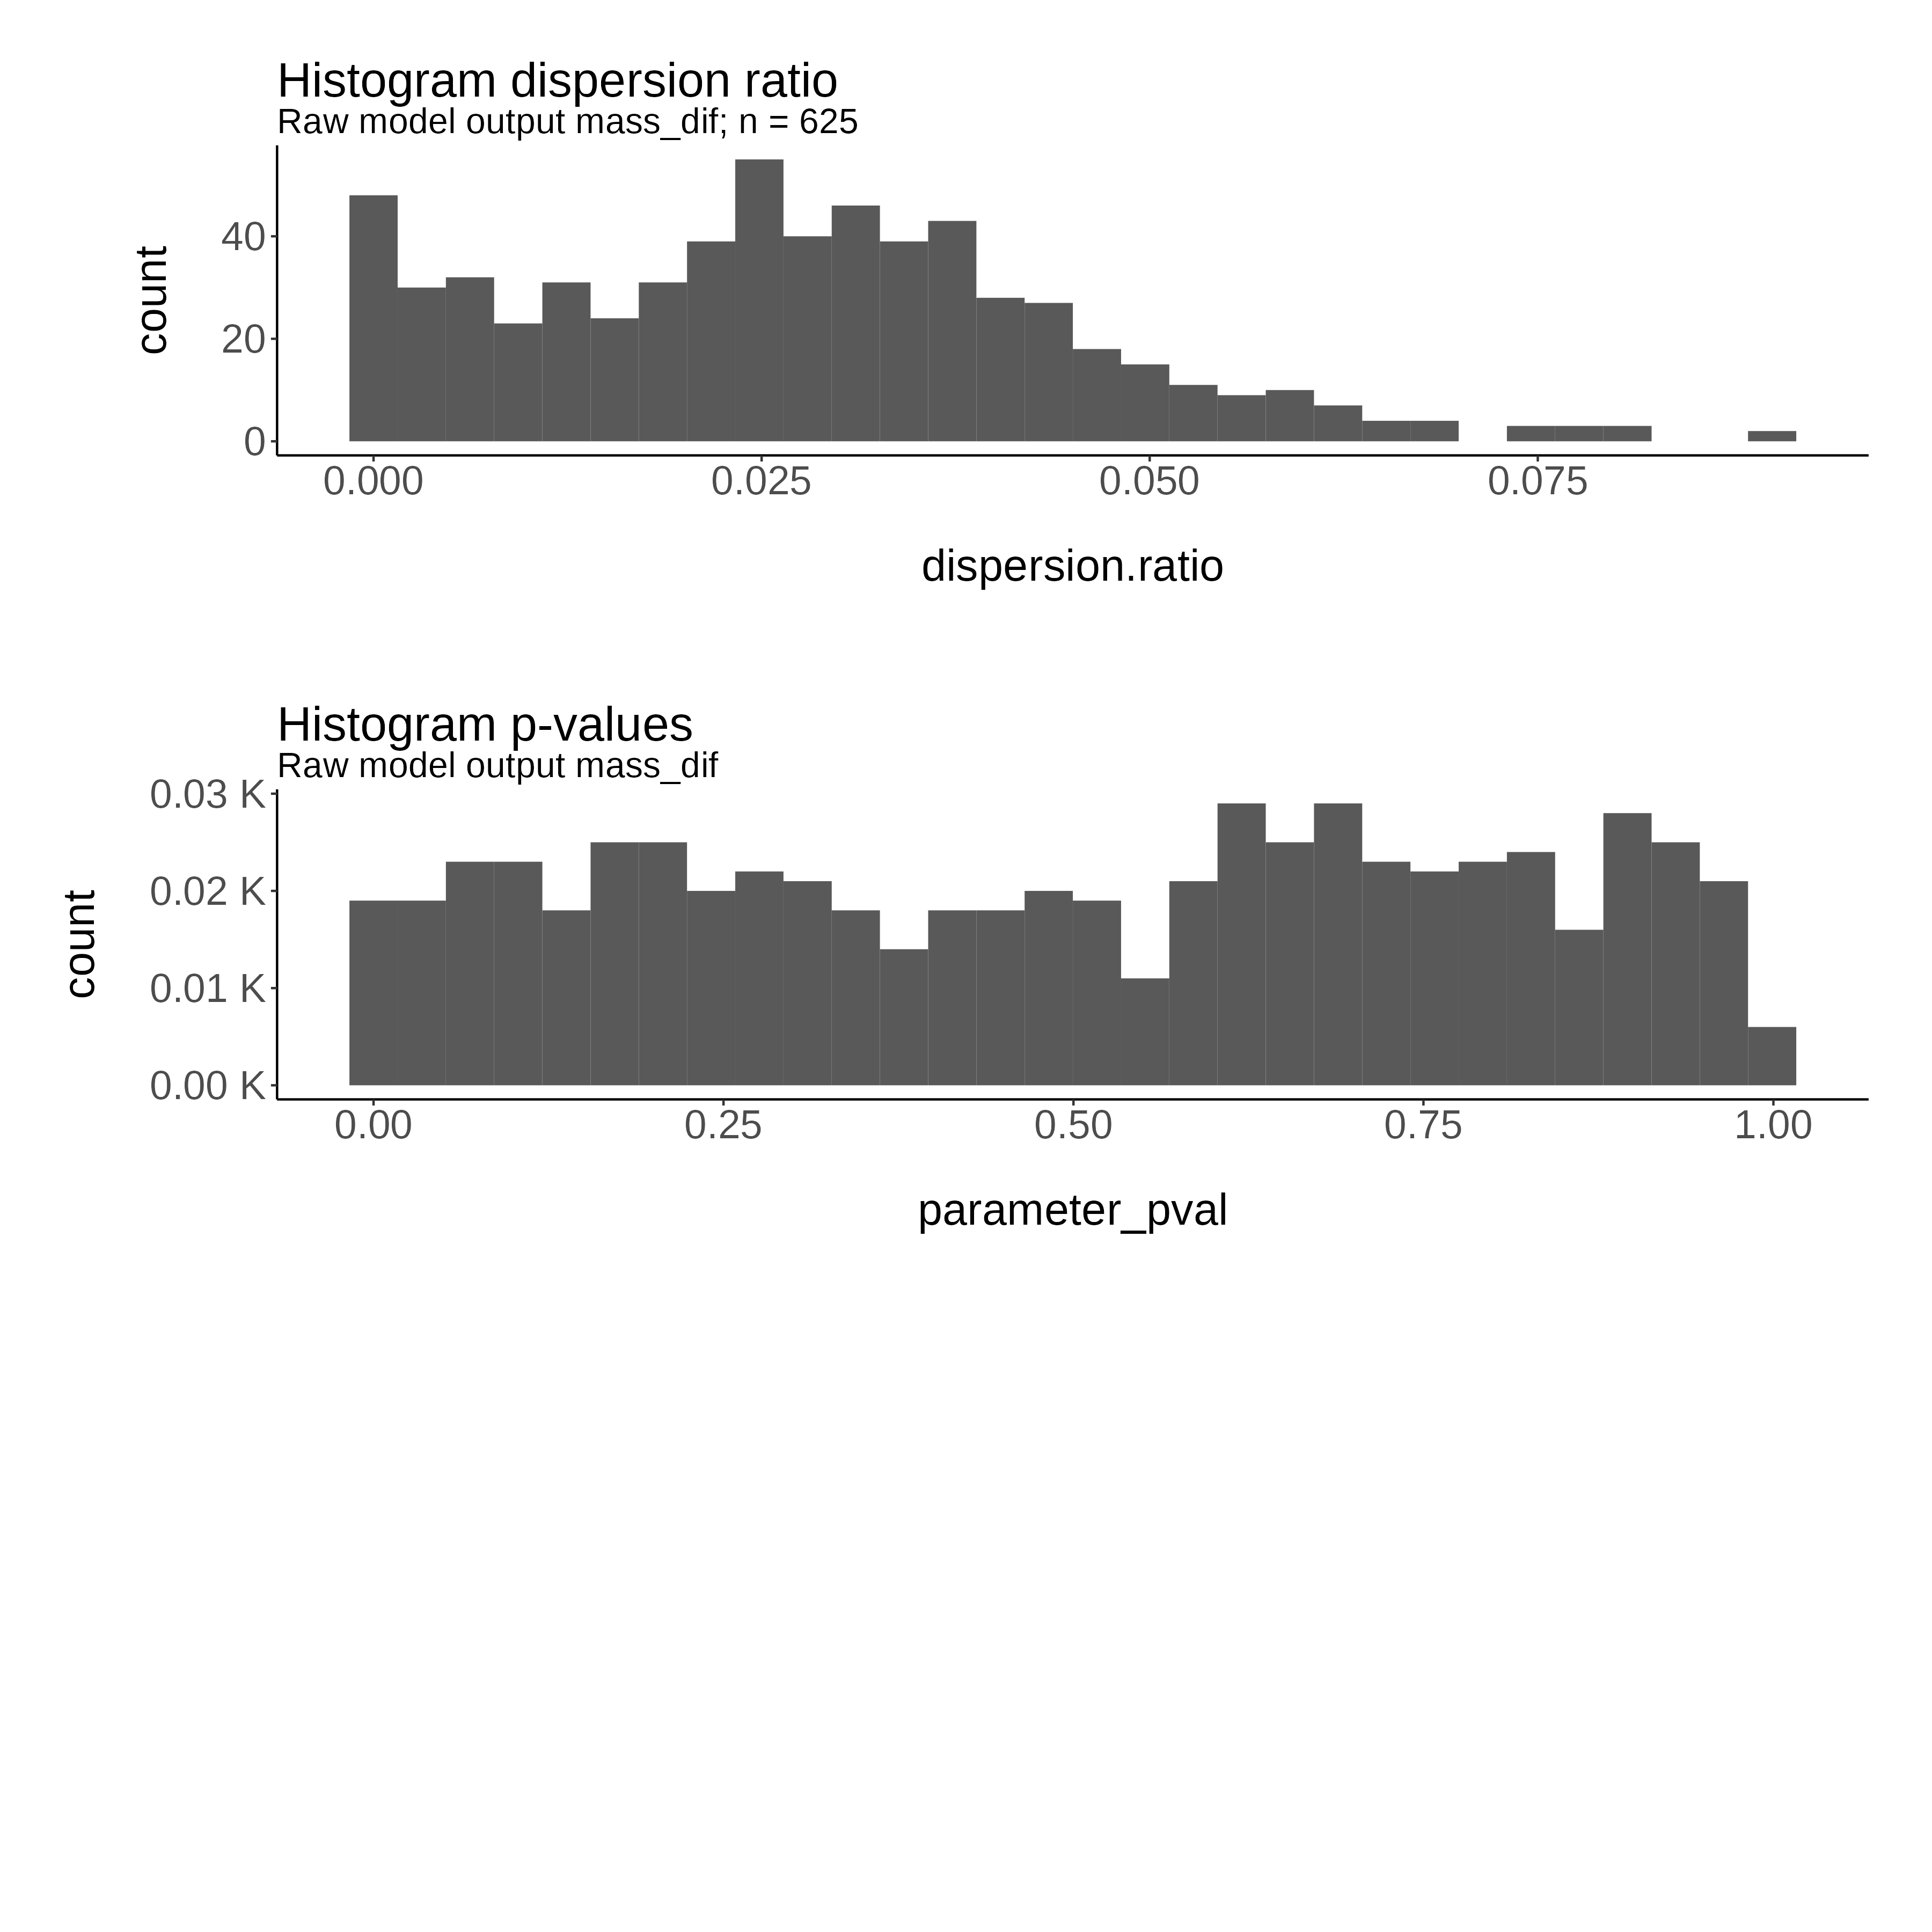 Histogram dispersion ratio
Raw model output mass_dif; n = 625
count
40
20
0
0.000 0.025 0.050 0.075
dispersion.ratio
Histogram p-values
Raw model output mass_dif
count
0.03 K
0.02 K
0.01 K
0.00 K
0.00 0.25 0.50 0.75 1.00
parameter_pval